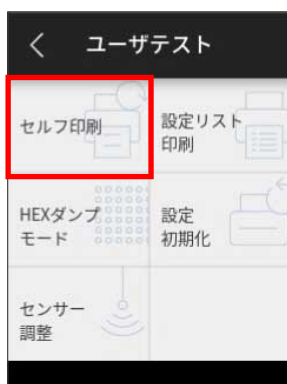 ユーザテスト
セルフ印刷
設定リスト
印刷
HEXダンプ
モード
設定
初期化
センサー
調整